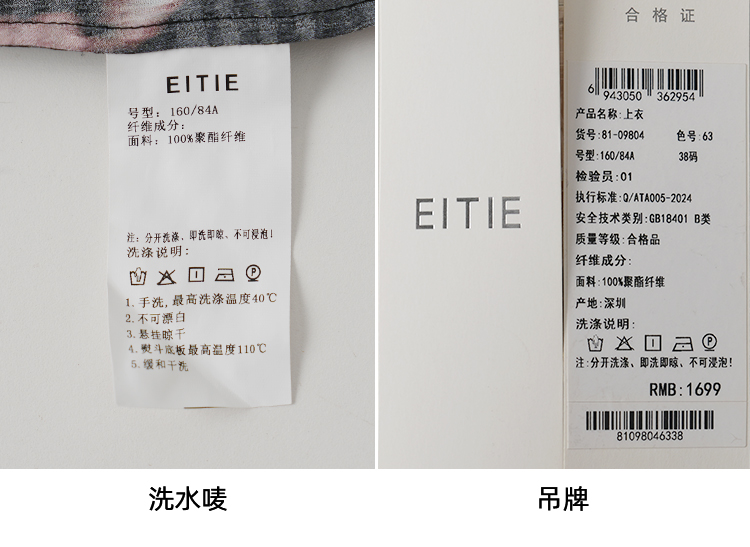 EITIE
号型: 160/84A
纤维成分:
面料: 100%聚酯纤维
注: 分开洗涤、即洗即晾、不可浸泡!
洗涤说明:
1. 手洗, 最高洗涤温度40℃
2. 不可漂白
3. 悬挂晾干
4. 熨斗底板最高温度110℃
5. 缓和干洗
EITIE
合格证
6 943050 362954
产品名称:上衣
货号:81-09804 色号:63
号型:160/84A 38码
检验员:01
执行标准:Q/ATA005-2024
安全技术类别:GB18401 B类
质量等级:合格品
纤维成分:
面料:100%聚酯纤维
产地:深圳
洗涤说明:
注:分开洗涤、即洗即晾、不可浸泡!
RMB:1699
81098046338
洗水唛
吊牌